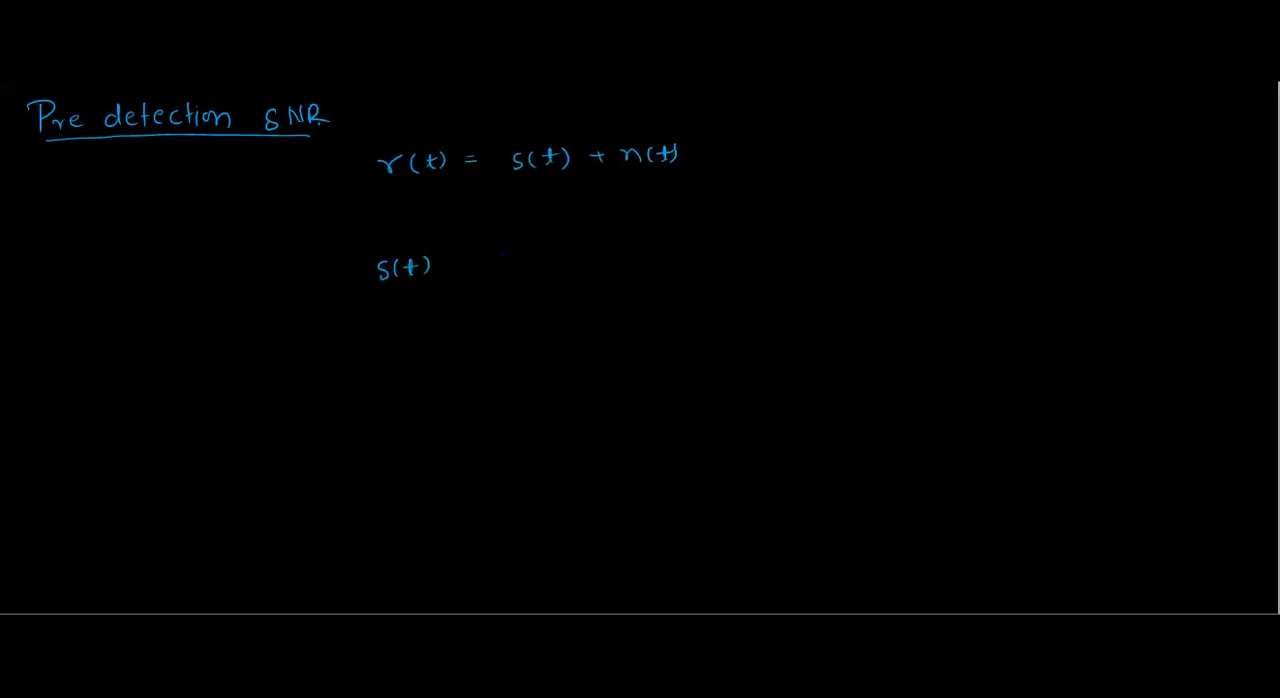 Pre detection SNR
r(t) = s(t) + n(t)
s(t)